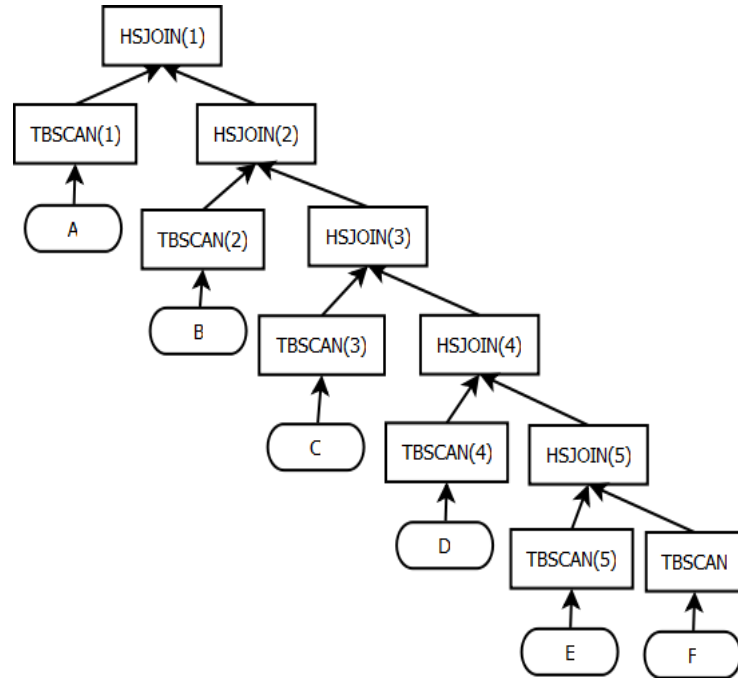 HSJOIN(1)
TBSCAN(1)
HSJOIN(2)
A
TBSCAN(2)
HSJOIN(3)
B
TBSCAN(3)
HSJOIN(4)
C
TBSCAN(4)
HSJOIN(5)
D
TBSCAN(5)
TBSCAN
E
F